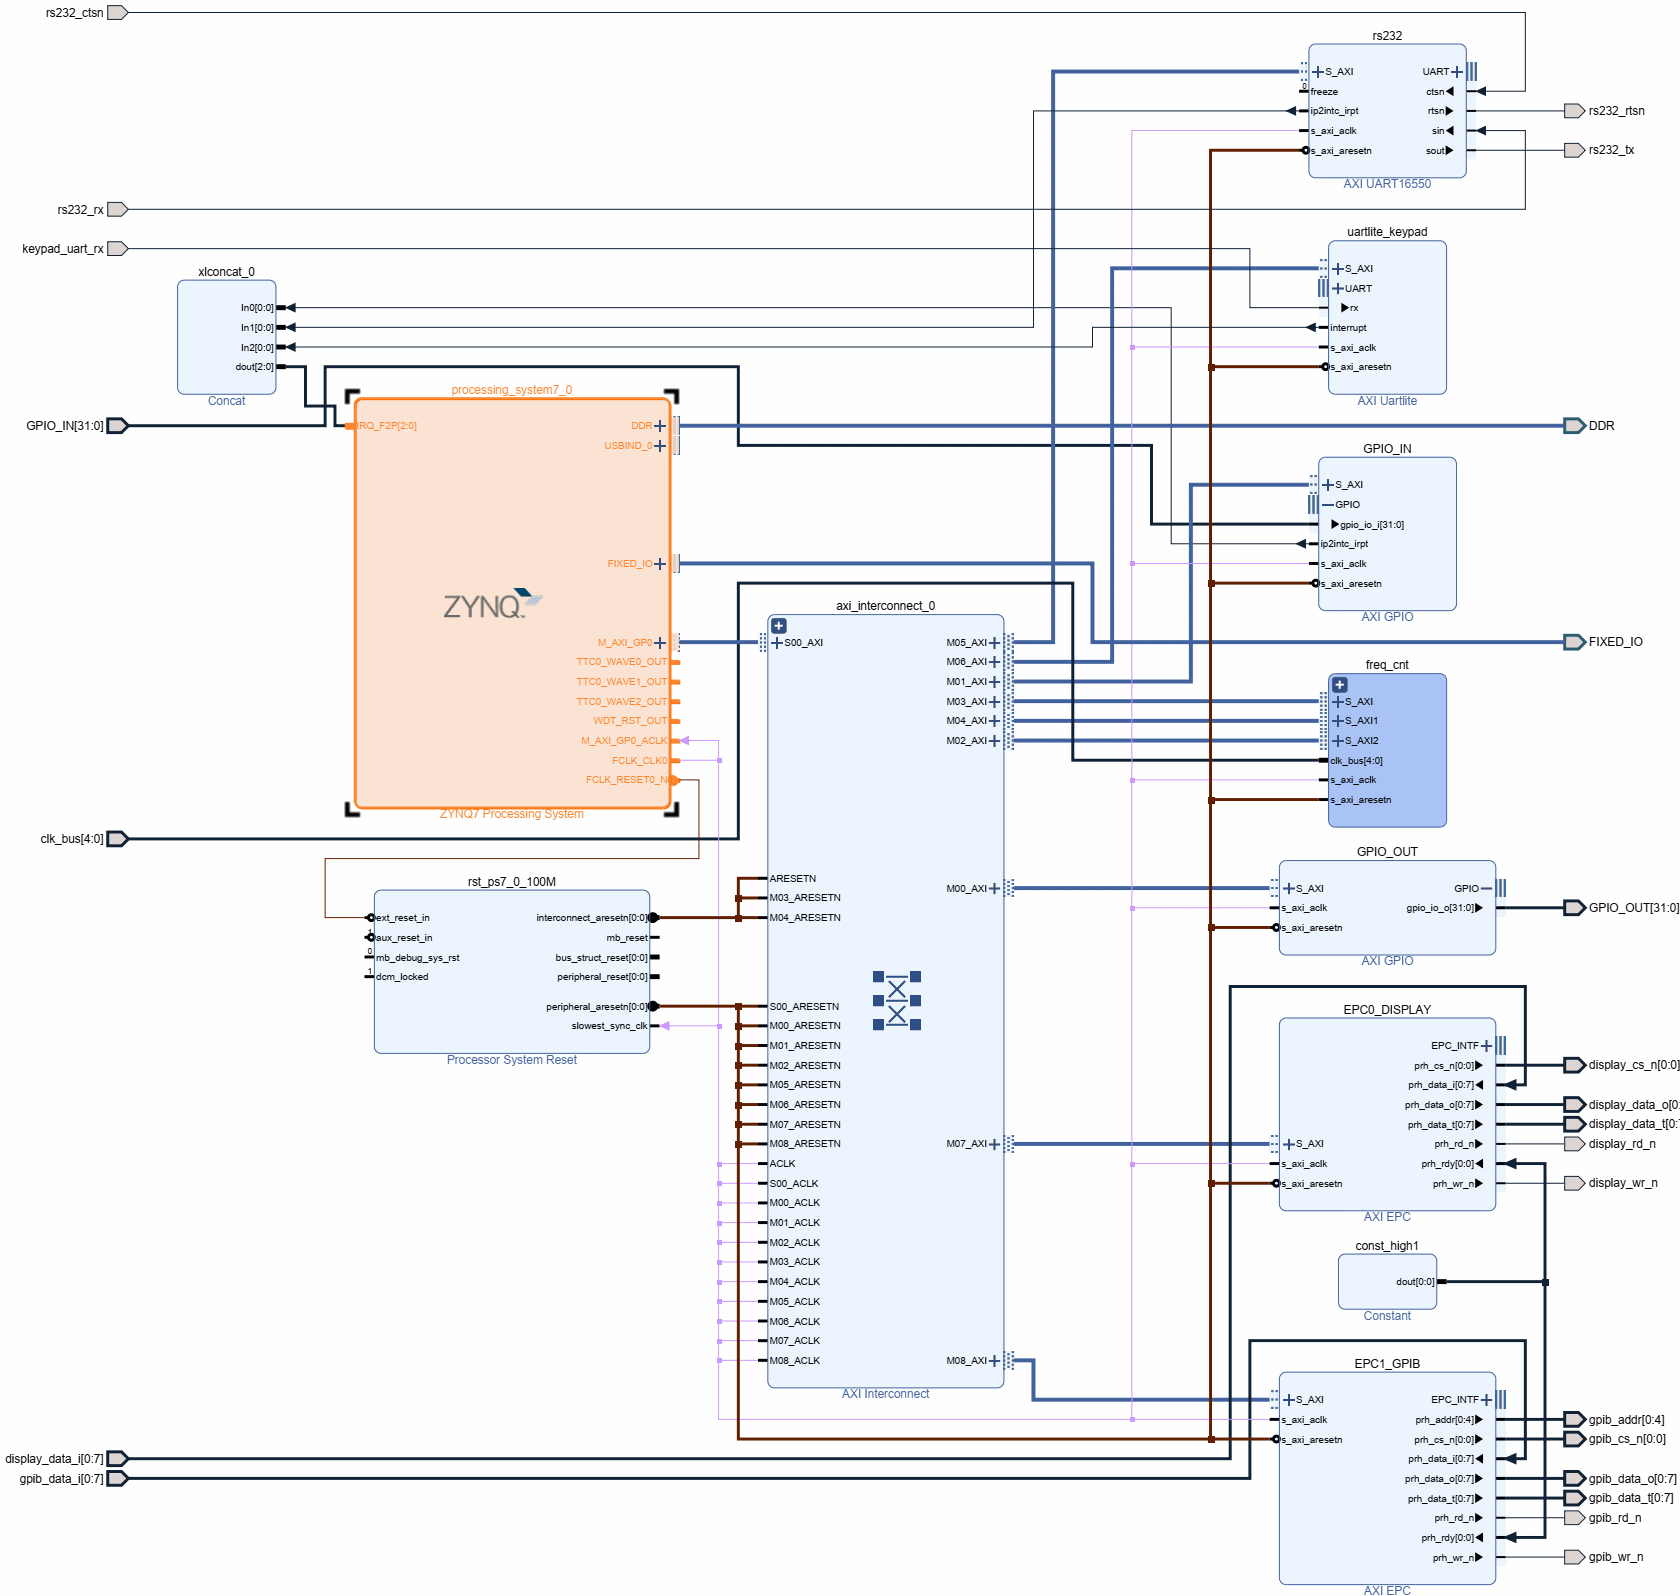 rs232_ctsn
rs232
S_AXI
UART
0
freeze
ctsn
ip2intc_irpt
rtsn
rs232_rtsn
s_axi_aclk
sin
s_axi_aresetn
sout
rs232_tx
AXI UART16550
rs232_rx
keypad_uart_rx
uartlite_keypad
S_AXI
UART
rx
interrupt
s_axi_aclk
s_axi_aresetn
AXI Uartlite
xlconcat_0
In0[0:0]
In1[0:0]
In2[0:0]
dout[2:0]
Concat
GPIO_IN[31:0]
processing_system7_0
IRQ_F2P[2:0]
DDR
USBIND_0
FIXED_IO
ZYNQ
M_AXI_GP0
TTC0_WAVE0_OUT
TTC0_WAVE1_OUT
TTC0_WAVE2_OUT
WDT_RST_OUT
M_AXI_GP0_ACLK
FCLK_CLK0
FCLK_RESET0_N
ZYNQ7 Processing System
DDR
GPIO_IN
S_AXI
GPIO
gpio_io_i[31:0]
ip2intc_irpt
s_axi_aclk
s_axi_aresetn
AXI GPIO
FIXED_IO
axi_interconnect_0
S00_AXI
M05_AXI
M06_AXI
M01_AXI
M03_AXI
M04_AXI
M02_AXI
freq_cnt
S_AXI
S_AXI1
S_AXI2
clk_bus[4:0]
s_axi_aclk
s_axi_aresetn
clk_bus[4:0]
rst_ps7_0_100M
ext_reset_in
interconnect_aresetn[0:0]
1
aux_reset_in
mb_reset
0
mb_debug_sys_rst
bus_struct_reset[0:0]
1
dcm_locked
peripheral_reset[0:0]
peripheral_aresetn[0:0]
slowest_sync_clk
Processor System Reset
ARESETN
M03_ARESETN
M04_ARESETN
M00_AXI
S00_ARESETN
M00_ARESETN
M01_ARESETN
M02_ARESETN
M05_ARESETN
M06_ARESETN
M07_ARESETN
M08_ARESETN
M07_AXI
ACLK
S00_ACLK
M00_ACLK
M01_ACLK
M02_ACLK
M03_ACLK
M04_ACLK
M05_ACLK
M06_ACLK
M07_ACLK
M08_ACLK
M08_AXI
AXI Interconnect
GPIO_OUT
S_AXI
GPIO
s_axi_aclk
gpio_io_o[31:0]
GPIO_OUT[31:0]
s_axi_aresetn
AXI GPIO
EPC0_DISPLAY
EPC_INTF
prh_cs_n[0:0]
display_cs_n[0:0]
prh_data_i[0:7]
prh_data_o[0:7]
display_data_o[0:
prh_data_t[0:7]
display_data_t[0:
S_AXI
prh_rd_n
display_rd_n
s_axi_aclk
prh_rdy[0:0]
s_axi_aresetn
prh_wr_n
display_wr_n
AXI EPC
const_high1
dout[0:0]
Constant
EPC1_GPIB
S_AXI
EPC_INTF
s_axi_aclk
prh_addr[0:4]
gpib_addr[0:4]
s_axi_aresetn
prh_cs_n[0:0]
gpib_cs_n[0:0]
display_data_i[0:7]
prh_data_i[0:7]
gpib_data_i[0:7]
prh_data_o[0:7]
gpib_data_o[0:7]
prh_data_t[0:7]
gpib_data_t[0:7]
prh_rd_n
gpib_rd_n
prh_rdy[0:0]
prh_wr_n
gpib_wr_n
AXI EPC